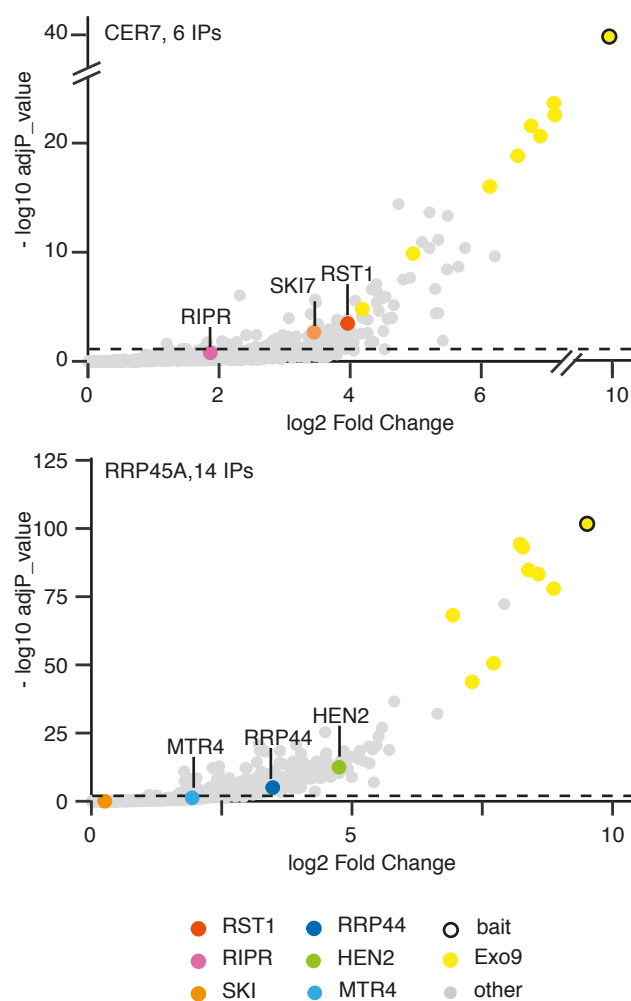 CER7, 6 IPs
- log10 adjP_value
40
20
10
0
RIPR
SKI7
RST1
0 2 4 6 10
log2 Fold Change
RRP45A,14 IPs
- log10 adjP_value
125
100
75
50
25
0
MTR4
RRP44
HEN2
0 5 10
log2 Fold Change
RST1 RRP44 bait
RIPR HEN2 Exo9
SKI MTR4 other